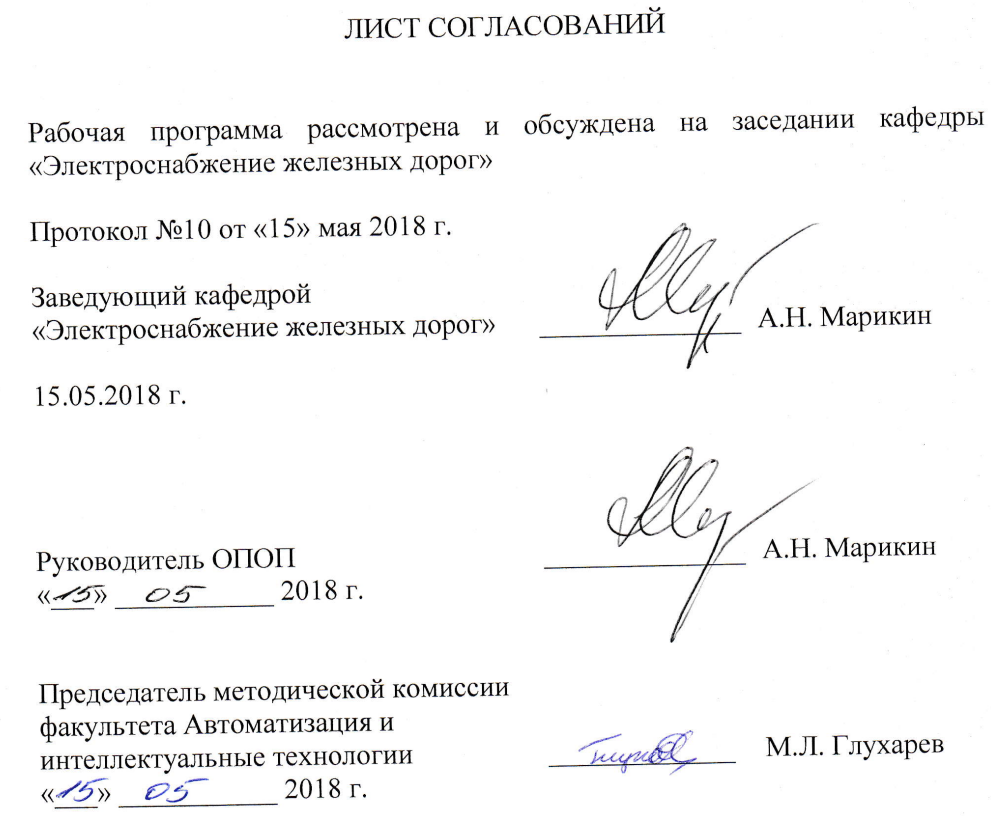 ЛИСТ СОГЛАСОВАНИЙ
Рабочая программа рассмотрена и обсуждена на заседании кафедры
«Электроснабжение железных дорог»
Протокол №10 от «15» мая 2018 г.
Заведующий кафедрой
«Электроснабжение железных дорог» А.Н. Марикин
15.05.2018 г.
Руководитель ОПОП А.Н. Марикин
«15» 05 2018 г.
Председатель методической комиссии
факультета Автоматизация и
интеллектуальные технологии М.Л. Глухарев
«15» 05 2018 г.